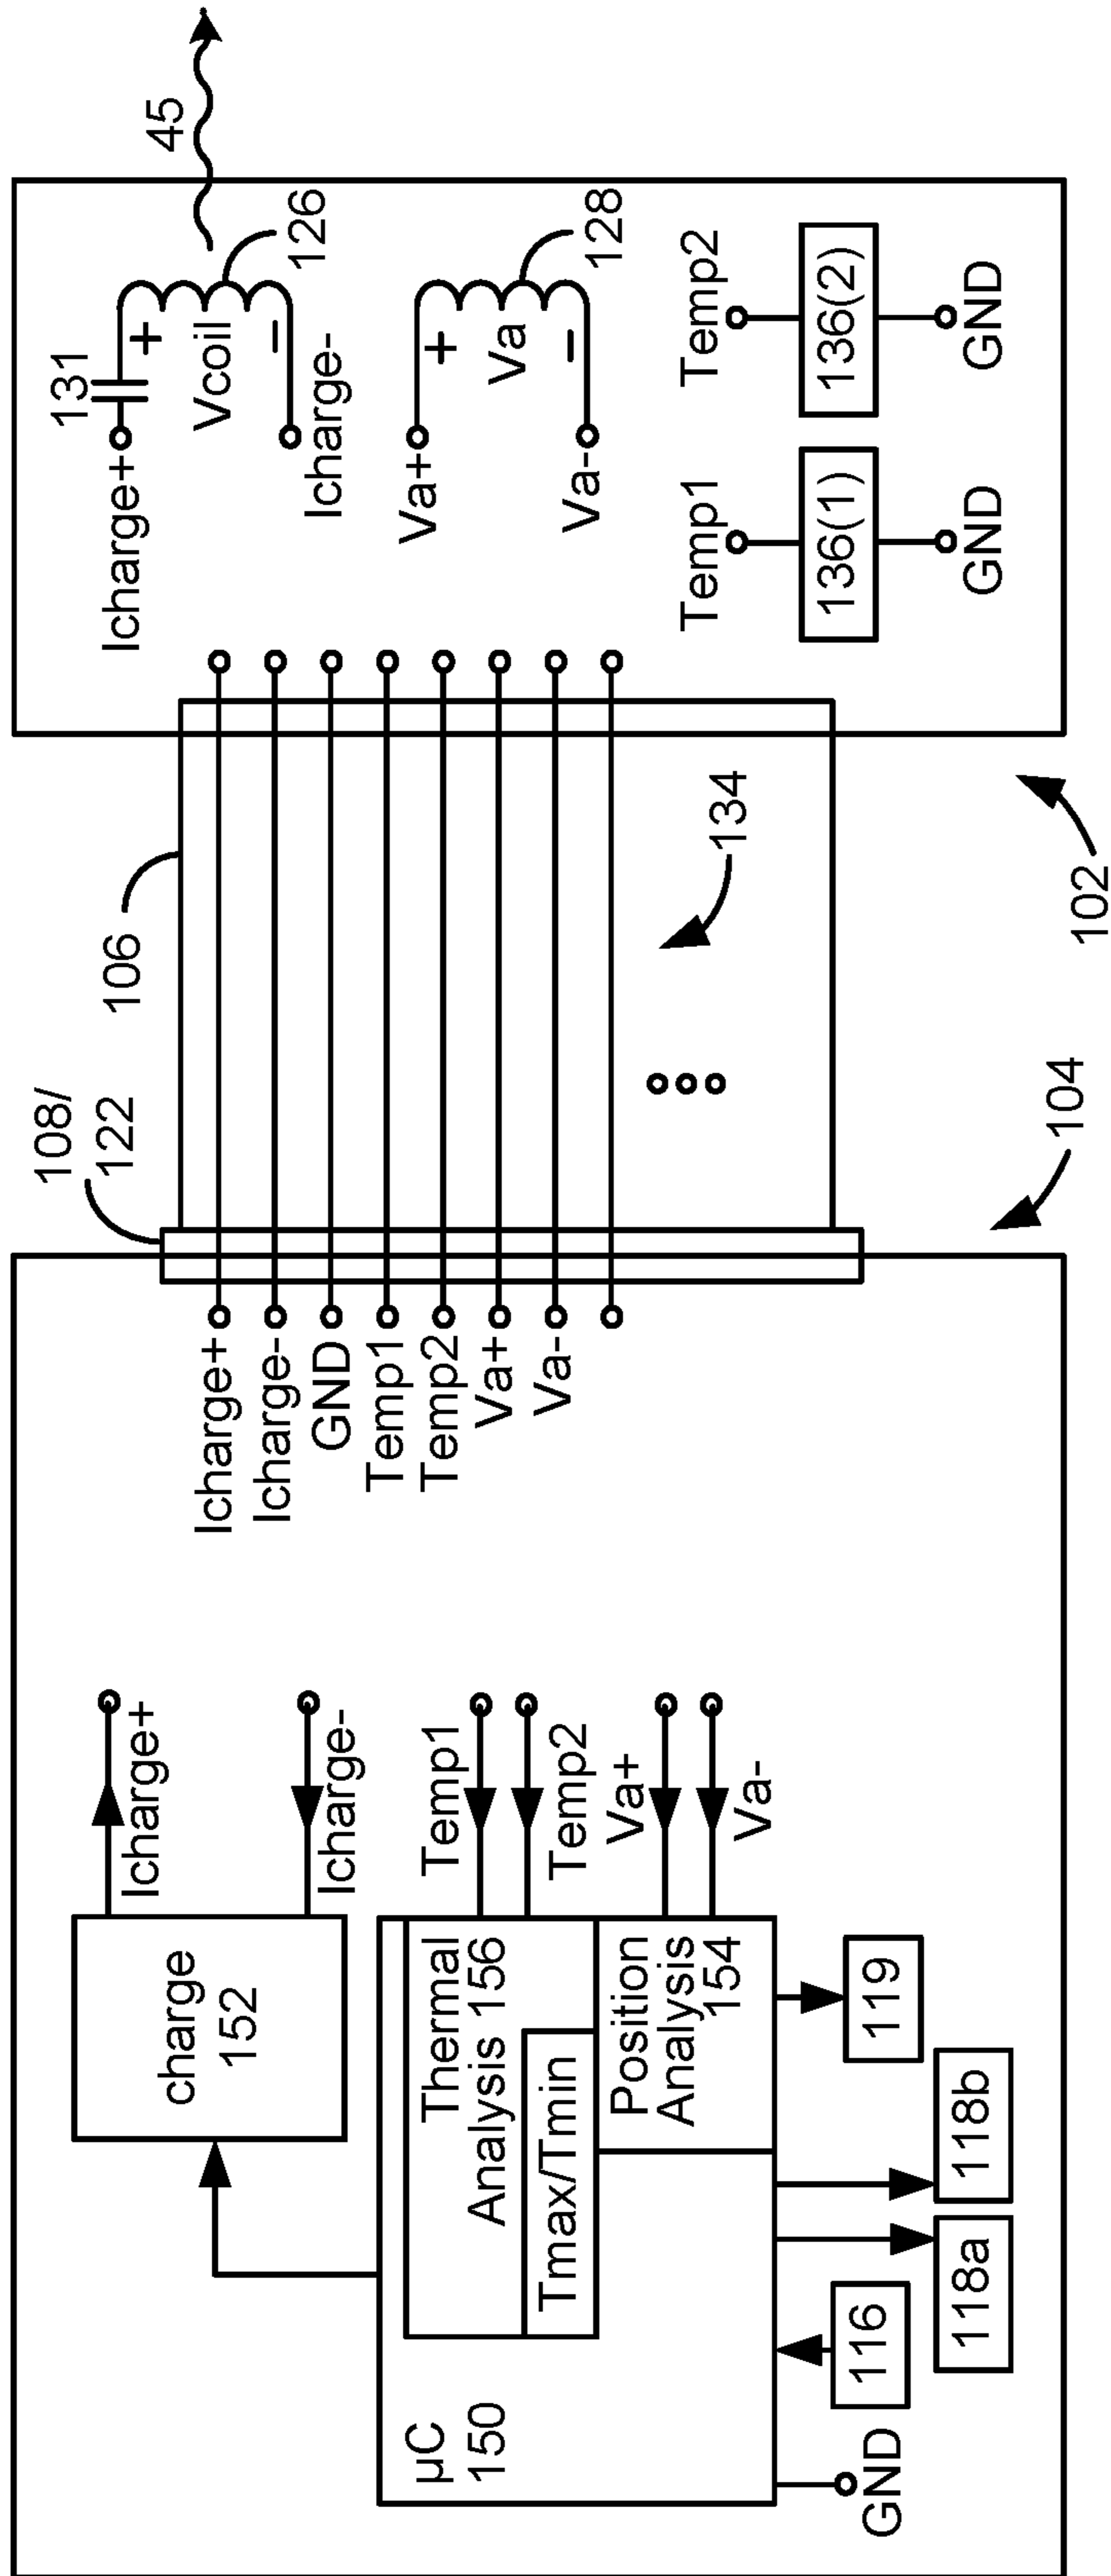 charge
152
Icharge+
Icharge-
µC
150
Thermal
Analysis 156
Tmax/Tmin
Position
Analysis
154
Temp1
Temp2
Va+
Va-
GND
116
118a
118b
119
Icharge+
Icharge-
GND
Temp1
Temp2
Va+
Va-
108/
122
106
134
104
102
Icharge+
131
+
Vcoil
−
Icharge-
126
45
Va+
+
Va
−
Va-
128
Temp1
136(1)
GND
Temp2
136(2)
GND